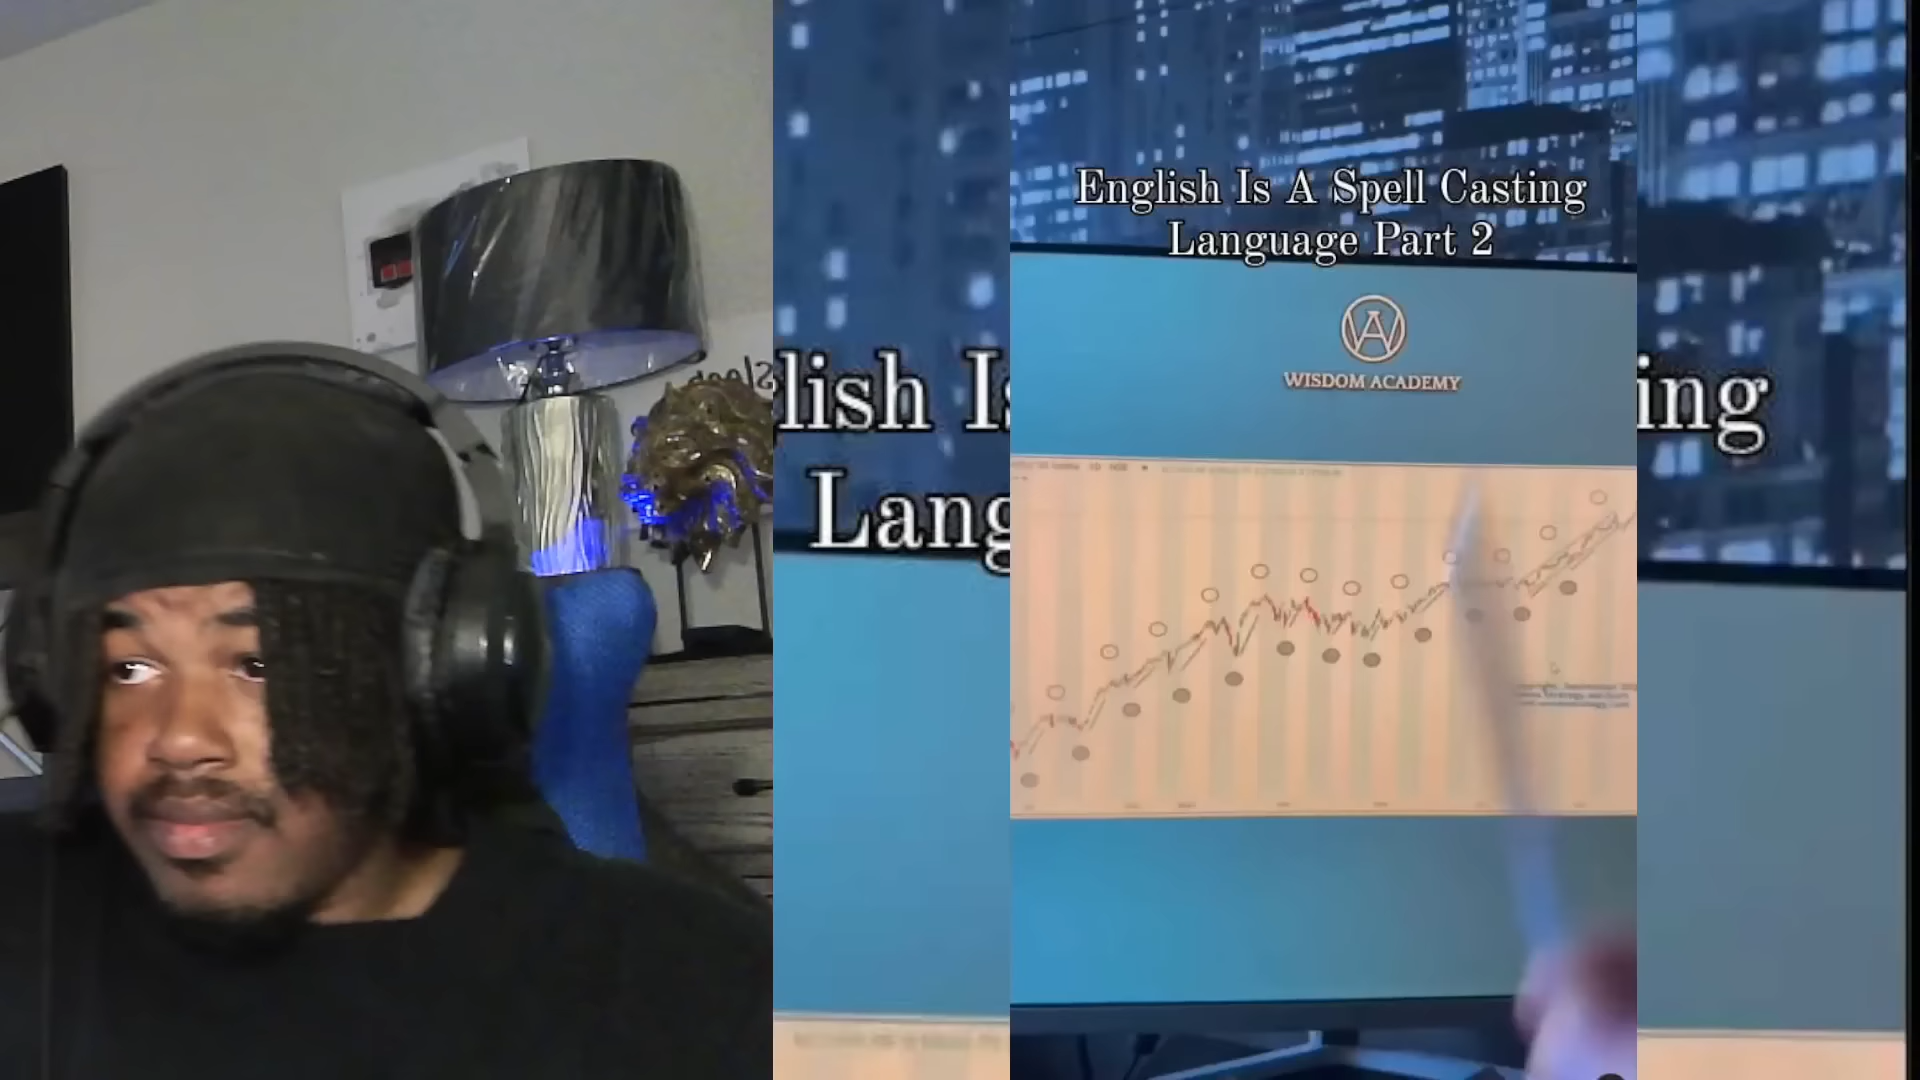 English Is A Spell Casting
Language Part 2
WISDOM ACADEMY
lish Is
ing
Lang